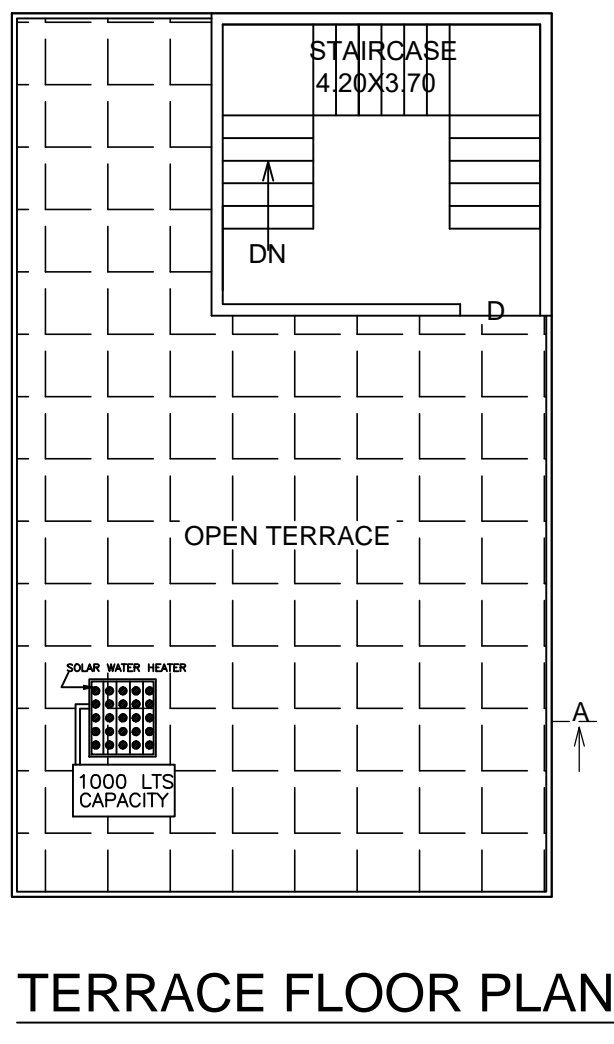 STAIRCASE
4.20X3.70
DN
D
OPEN TERRACE
SOLAR WATER HEATER
A
1000 LTS
CAPACITY
TERRACE FLOOR PLAN